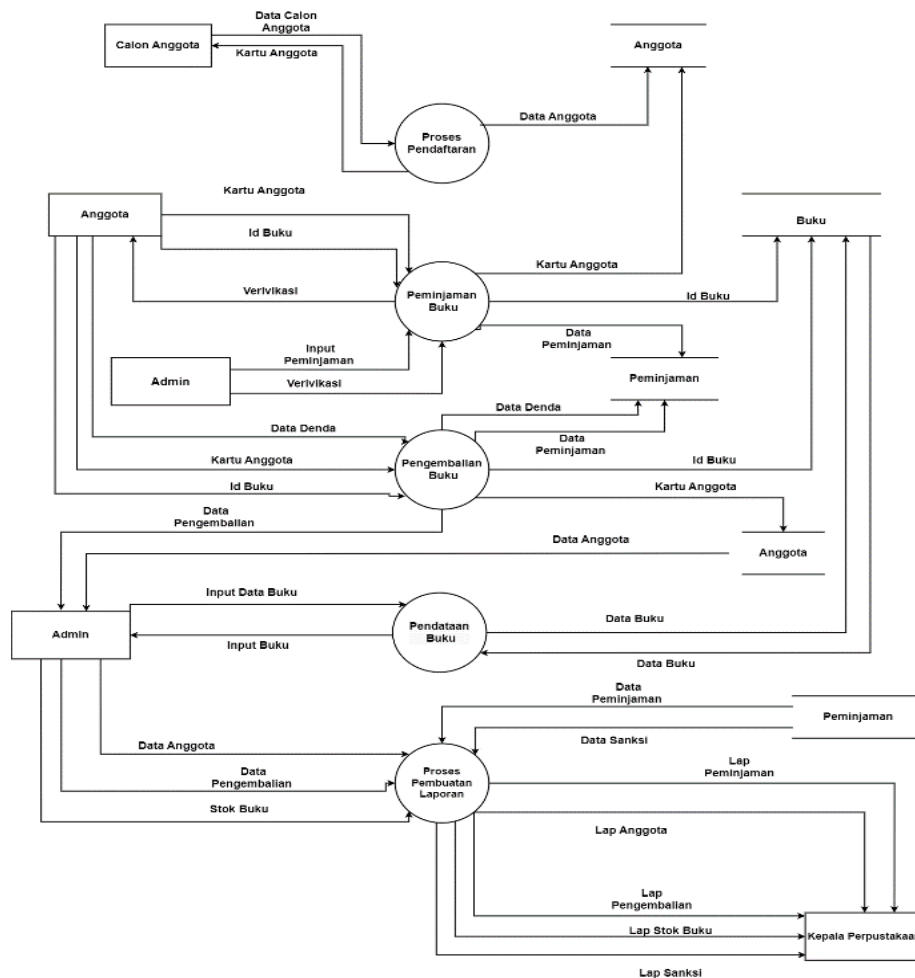 Data Calon
Anggota
Calon Anggota
Kartu Anggota
Anggota
Data Anggota
Proses
Pendaftaran
Kartu Anggota
Anggota
Id Buku
Buku
Verivikasi
Peminjaman
Buku
Kartu Anggota
Id Buku
Input
Peminjaman
Data
Peminjaman
Admin
Verivikasi
Peminjaman
Data Denda
Data Denda
Data
Peminjaman
Kartu Anggota
Pengembalian
Buku
Id Buku
Id Buku
Kartu Anggota
Data
Pengembalian
Data Anggota
Anggota
Input Data Buku
Admin
Pendataan
Buku
Data Buku
Input Buku
Data Buku
Data
Peminjaman
Peminjaman
Data Anggota
Data Sanksi
Data
Pengembalian
Proses
Pembuatan
Laporan
Lap
Peminjaman
Stok Buku
Lap Anggota
Lap
Pengembalian
Lap Stok Buku
Kepala Perpustakaan
Lap Sanksi